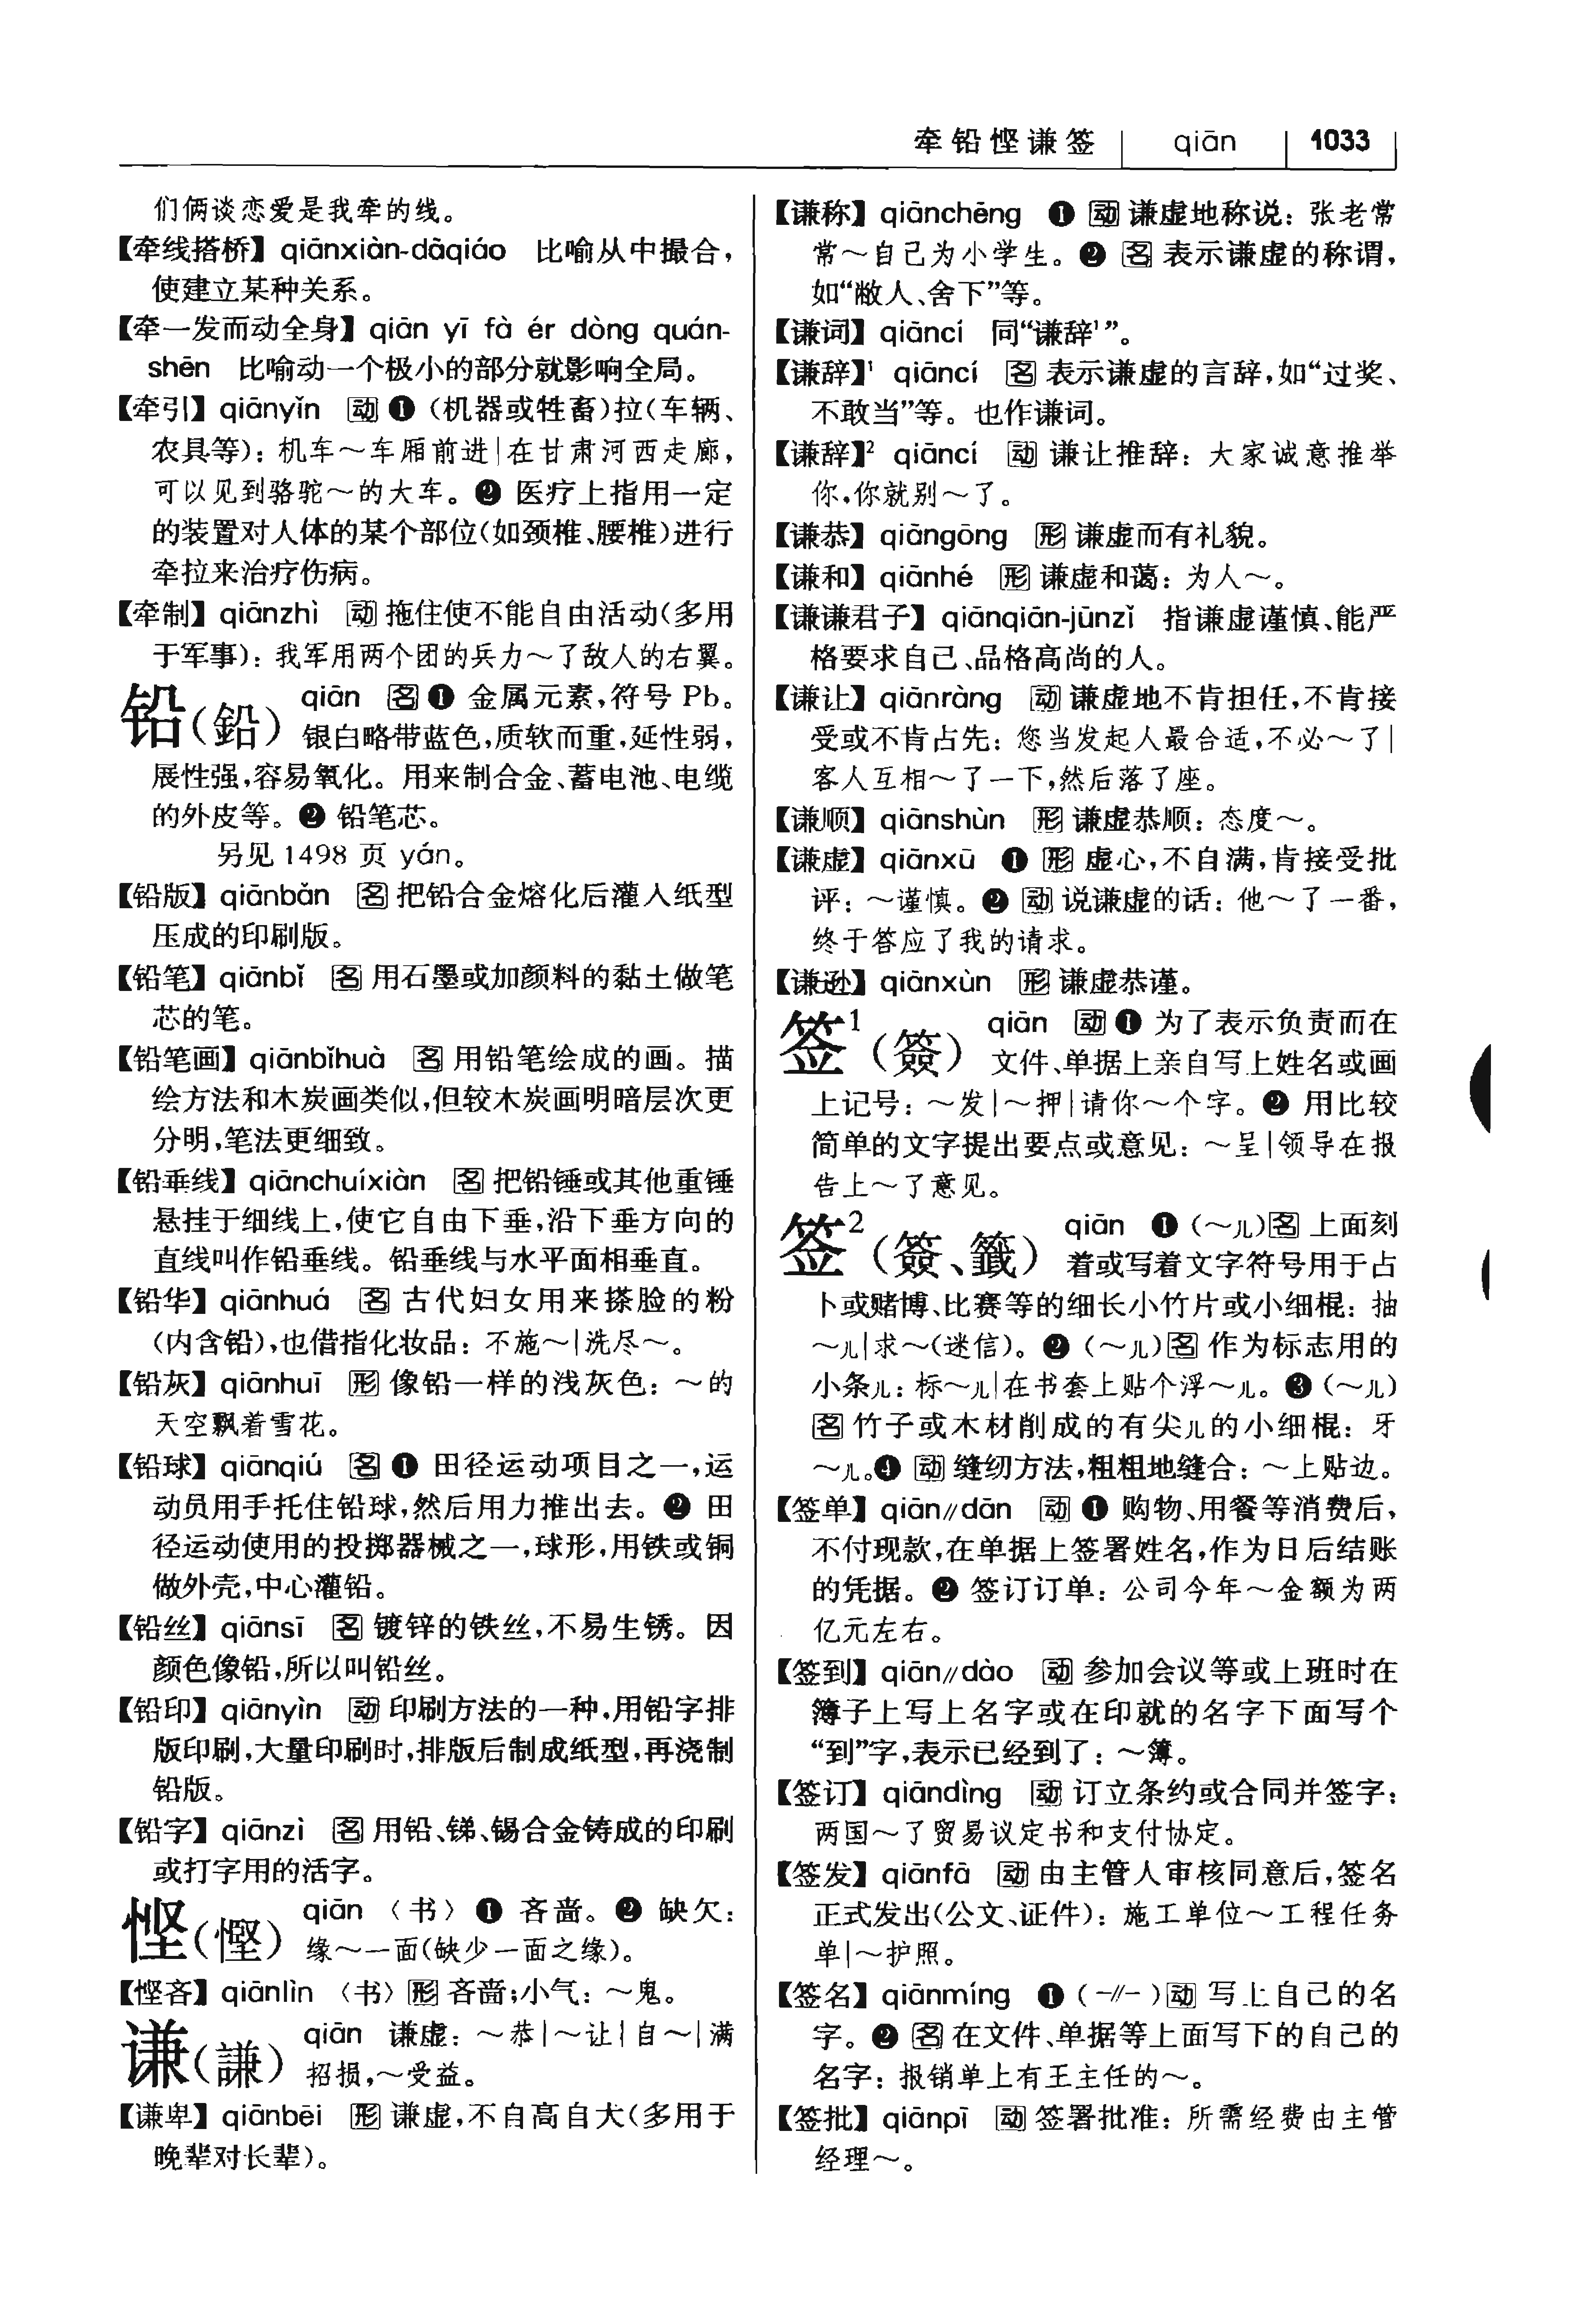 牵铅悭谦签 qiān 1033
们俩谈恋爱是我牵的线。
【牵线搭桥】 qiānxiàn-dāqiáo 比喻从中撮合,
使建立某种关系。
【牵一发而动全身】 qiān yī fà ér dòng quán-
shēn 比喻动一个极小的部分就影响全局。
【牵引】 qiānyǐn 动 ❶ (机器或牲畜)拉(车辆、
农具等): 机车～车厢前进|在甘肃河西走廊,
可以见到骆驼～的大车。❷ 医疗上指用一定
的装置对人体的某个部位(如颈椎、腰椎)进行
牵拉来治疗伤病。
【牵制】 qiānzhì 动 拖住使不能自由活动(多用
于军事): 我军用两个团的兵力～了敌人的右翼。
铅(鉛) qiān 名 ❶ 金属元素,符号 Pb。
银白略带蓝色,质软而重,延性弱,
展性强,容易氧化。用来制合金、蓄电池、电缆
的外皮等。❷ 铅笔芯。
另见 1498 页 yán。
【铅版】 qiānbǎn 名 把铅合金熔化后灌入纸型
压成的印刷版。
【铅笔】 qiānbǐ 名 用石墨或加颜料的黏土做笔
芯的笔。
【铅笔画】 qiānbǐhuà 名 用铅笔绘成的画。描
绘方法和木炭画类似,但较木炭画明暗层次更
分明,笔法更细致。
【铅垂线】 qiānchuíxiàn 名 把铅锤或其他重锤
悬挂于细线上,使它自由下垂,沿下垂方向的
直线叫作铅垂线。铅垂线与水平面相垂直。
【铅华】 qiānhuá 名 古代妇女用来搽脸的粉
(内含铅),也借指化妆品: 不施～|洗尽～。
【铅灰】 qiānhuī 形 像铅一样的浅灰色: ～的
天空飘着雪花。
【铅球】 qiānqiú 名 ❶ 田径运动项目之一,运
动员用手托住铅球,然后用力推出去。❷ 田
径运动使用的投掷器械之一,球形,用铁或铜
做外壳,中心灌铅。
【铅丝】 qiānsī 名 镀锌的铁丝,不易生锈。因
颜色像铅,所以叫铅丝。
【铅印】 qiānyìn 动 印刷方法的一种,用铅字排
版印刷,大量印刷时,排版后制成纸型,再浇制
铅版。
【铅字】 qiānzì 名 用铅、锑、锡合金铸成的印刷
或打字用的活字。
悭(慳) qiān 〈书〉 ❶ 吝啬。❷ 缺欠:
缘～一面(缺少一面之缘)。
【悭吝】 qiānlìn 〈书〉 形 吝啬;小气: ～鬼。
谦(謙) qiān 谦虚: ～恭|～让|自～|满
招损,～受益。
【谦卑】 qiānbēi 形 谦虚,不自高自大(多用于
晚辈对长辈)。
【谦称】 qiānchēng ❶ 动 谦虚地称说: 张老常
常～自己为小学生。❷ 名 表示谦虚的称谓,
如“敝人、舍下”等。
【谦词】 qiāncí 同“谦辞¹”。
【谦辞】¹ qiāncí 名 表示谦虚的言辞,如“过奖、
不敢当”等。也作谦词。
【谦辞】² qiāncí 动 谦让推辞: 大家诚意推举
你,你就别～了。
【谦恭】 qiāngōng 形 谦虚而有礼貌。
【谦和】 qiānhé 形 谦虚和蔼: 为人～。
【谦谦君子】 qiānqiān-jūnzǐ 指谦虚谨慎、能严
格要求自己、品格高尚的人。
【谦让】 qiānràng 动 谦虚地不肯担任,不肯接
受或不肯占先: 您当发起人最合适,不必～了|
客人互相～了一下,然后落了座。
【谦顺】 qiānshùn 形 谦虚恭顺: 态度～。
【谦虚】 qiānxū ❶ 形 虚心,不自满,肯接受批
评: ～谨慎。❷ 动 说谦虚的话: 他～了一番,
终于答应了我的请求。
【谦逊】 qiānxùn 形 谦虚恭谨。
签¹(簽) qiān 动 ❶ 为了表示负责而在
文件、单据上亲自写上姓名或画
上记号: ～发|～押|请你～个字。❷ 用比较
简单的文字提出要点或意见: ～呈|领导在报
告上～了意见。
签²(簽、籤) qiān ❶ (～儿)名 上面刻
着或写着文字符号用于占
卜或赌博、比赛等的细长小竹片或小细棍: 抽
～儿|求～(迷信)。❷ (～儿)名 作为标志用的
小条儿: 标～儿|在书套上贴个浮～儿。❸ (～儿)
名 竹子或木材削成的有尖儿的小细棍: 牙
～儿。❹ 动 缝纫方法,粗粗地缝合: ～上贴边。
【签单】 qiān//dān 动 ❶ 购物、用餐等消费后,
不付现款,在单据上签署姓名,作为日后结账
的凭据。❷ 签订订单: 公司今年～金额为两
亿元左右。
【签到】 qiān//dào 动 参加会议等或上班时在
簿子上写上名字或在印就的名字下面写个
“到”字,表示已经到了: ～簿。
【签订】 qiāndìng 动 订立条约或合同并签字:
两国～了贸易议定书和支付协定。
【签发】 qiānfā 动 由主管人审核同意后,签名
正式发出(公文、证件): 施工单位～工程任务
单|～护照。
【签名】 qiānmíng ❶ (-//-)动 写上自己的名
字。❷ 名 在文件、单据等上面写下的自己的
名字: 报销单上有王主任的～。
【签批】 qiānpī 动 签署批准: 所需经费由主管
经理～。